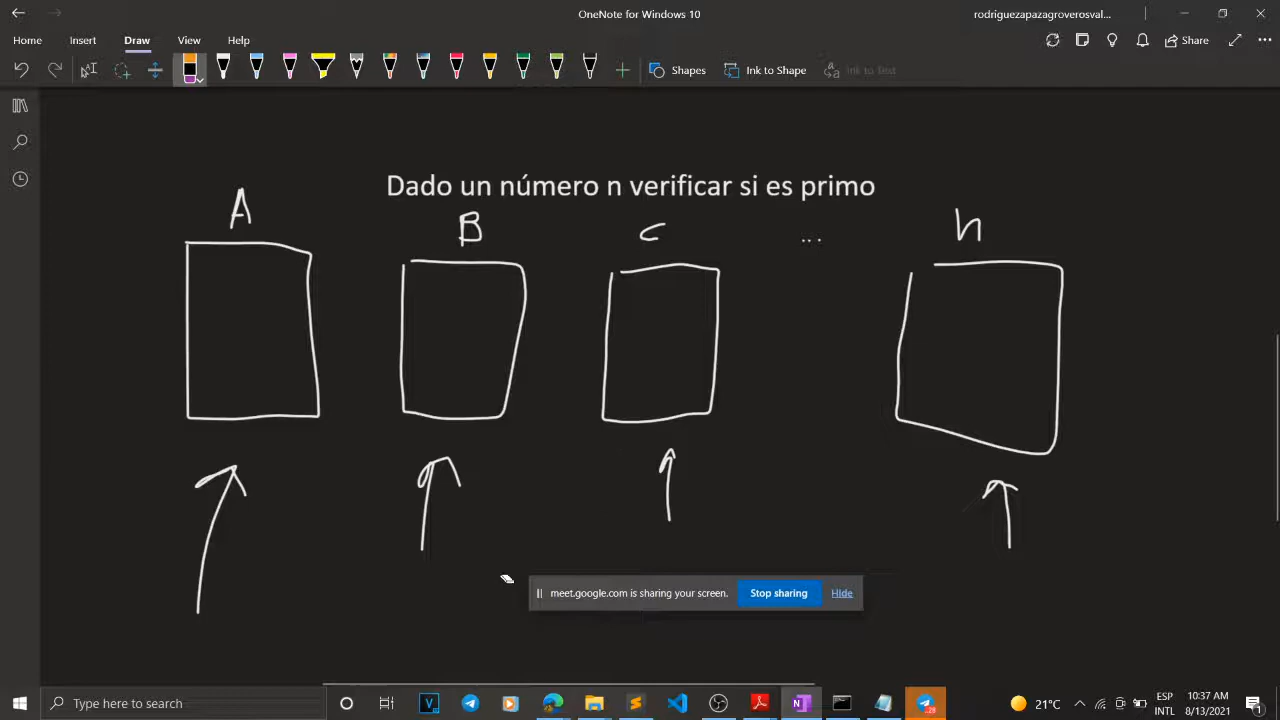 OneNote for Windows 10
rodriguezapazagroverosval...
Home Insert Draw View Help
Share
Shapes
Ink to Shape
Ink to Text
Dado un número n verificar si es primo
A B C ... n
meet.google.com is sharing your screen. Stop sharing Hide
Type here to search
21°C
ESP
INTL
10:37 AM
8/13/2021